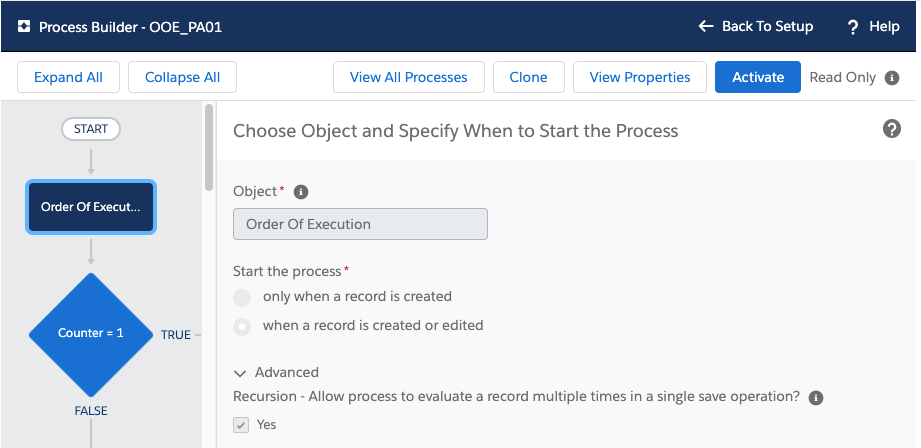 Process Builder - OOE_PA01
Back To Setup
? Help
Expand All
Collapse All
View All Processes
Clone
View Properties
Activate
Read Only
START
Order Of Execut...
Counter = 1
TRUE
FALSE
Choose Object and Specify When to Start the Process
Object*
Order Of Execution
Start the process*
only when a record is created
when a record is created or edited
Advanced
Recursion - Allow process to evaluate a record multiple times in a single save operation?
Yes